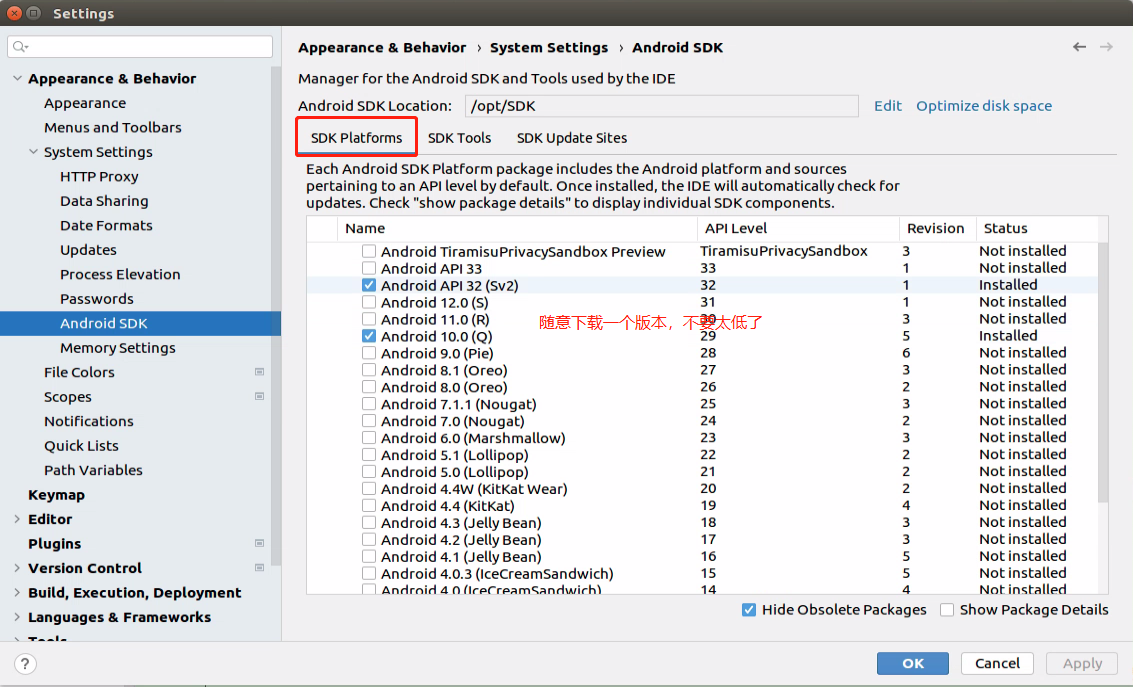 Settings
Appearance & Behavior
Appearance
Menus and Toolbars
System Settings
HTTP Proxy
Data Sharing
Date Formats
Updates
Process Elevation
Passwords
Android SDK
Memory Settings
File Colors
Scopes
Notifications
Quick Lists
Path Variables
Keymap
Editor
Plugins
Version Control
Build, Execution, Deployment
Languages & Frameworks
Tools
Appearance & Behavior › System Settings › Android SDK
Manager for the Android SDK and Tools used by the IDE
Android SDK Location: /opt/SDK Edit Optimize disk space
SDK Platforms SDK Tools SDK Update Sites
Each Android SDK Platform package includes the Android platform and sources
pertaining to an API level by default. Once installed, the IDE will automatically check for
updates. Check "show package details" to display individual SDK components.
Name API Level Revision Status
Android TiramisuPrivacySandbox Preview TiramisuPrivacySandbox 3 Not installed
Android API 33 33 1 Not installed
Android API 32 (Sv2) 32 1 Installed
Android 12.0 (S) 31 1 Not installed
Android 11.0 (R) 30 3 Not installed
随意下载一个版本，不要太低了
Android 10.0 (Q) 29 5 Installed
Android 9.0 (Pie) 28 6 Not installed
Android 8.1 (Oreo) 27 3 Not installed
Android 8.0 (Oreo) 26 2 Not installed
Android 7.1.1 (Nougat) 25 3 Not installed
Android 7.0 (Nougat) 24 2 Not installed
Android 6.0 (Marshmallow) 23 3 Not installed
Android 5.1 (Lollipop) 22 2 Not installed
Android 5.0 (Lollipop) 21 2 Not installed
Android 4.4W (KitKat Wear) 20 2 Not installed
Android 4.4 (KitKat) 19 4 Not installed
Android 4.3 (Jelly Bean) 18 3 Not installed
Android 4.2 (Jelly Bean) 17 3 Not installed
Android 4.1 (Jelly Bean) 16 5 Not installed
Android 4.0.3 (IceCreamSandwich) 15 5 Not installed
Android 4.0 (IceCreamSandwich) 14 4 Not installed
Hide Obsolete Packages Show Package Details
? OK Cancel Apply